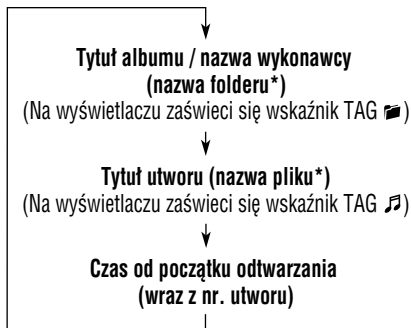 Tytuł albumu / nazwa wykonawcy
(nazwa folderu*)
(Na wyświetlaczu zaświeci się wskaźnik TAG )
Tytuł utworu (nazwa pliku*)
(Na wyświetlaczu zaświeci się wskaźnik TAG )
Czas od początku odtwarzania
(wraz z nr. utworu)